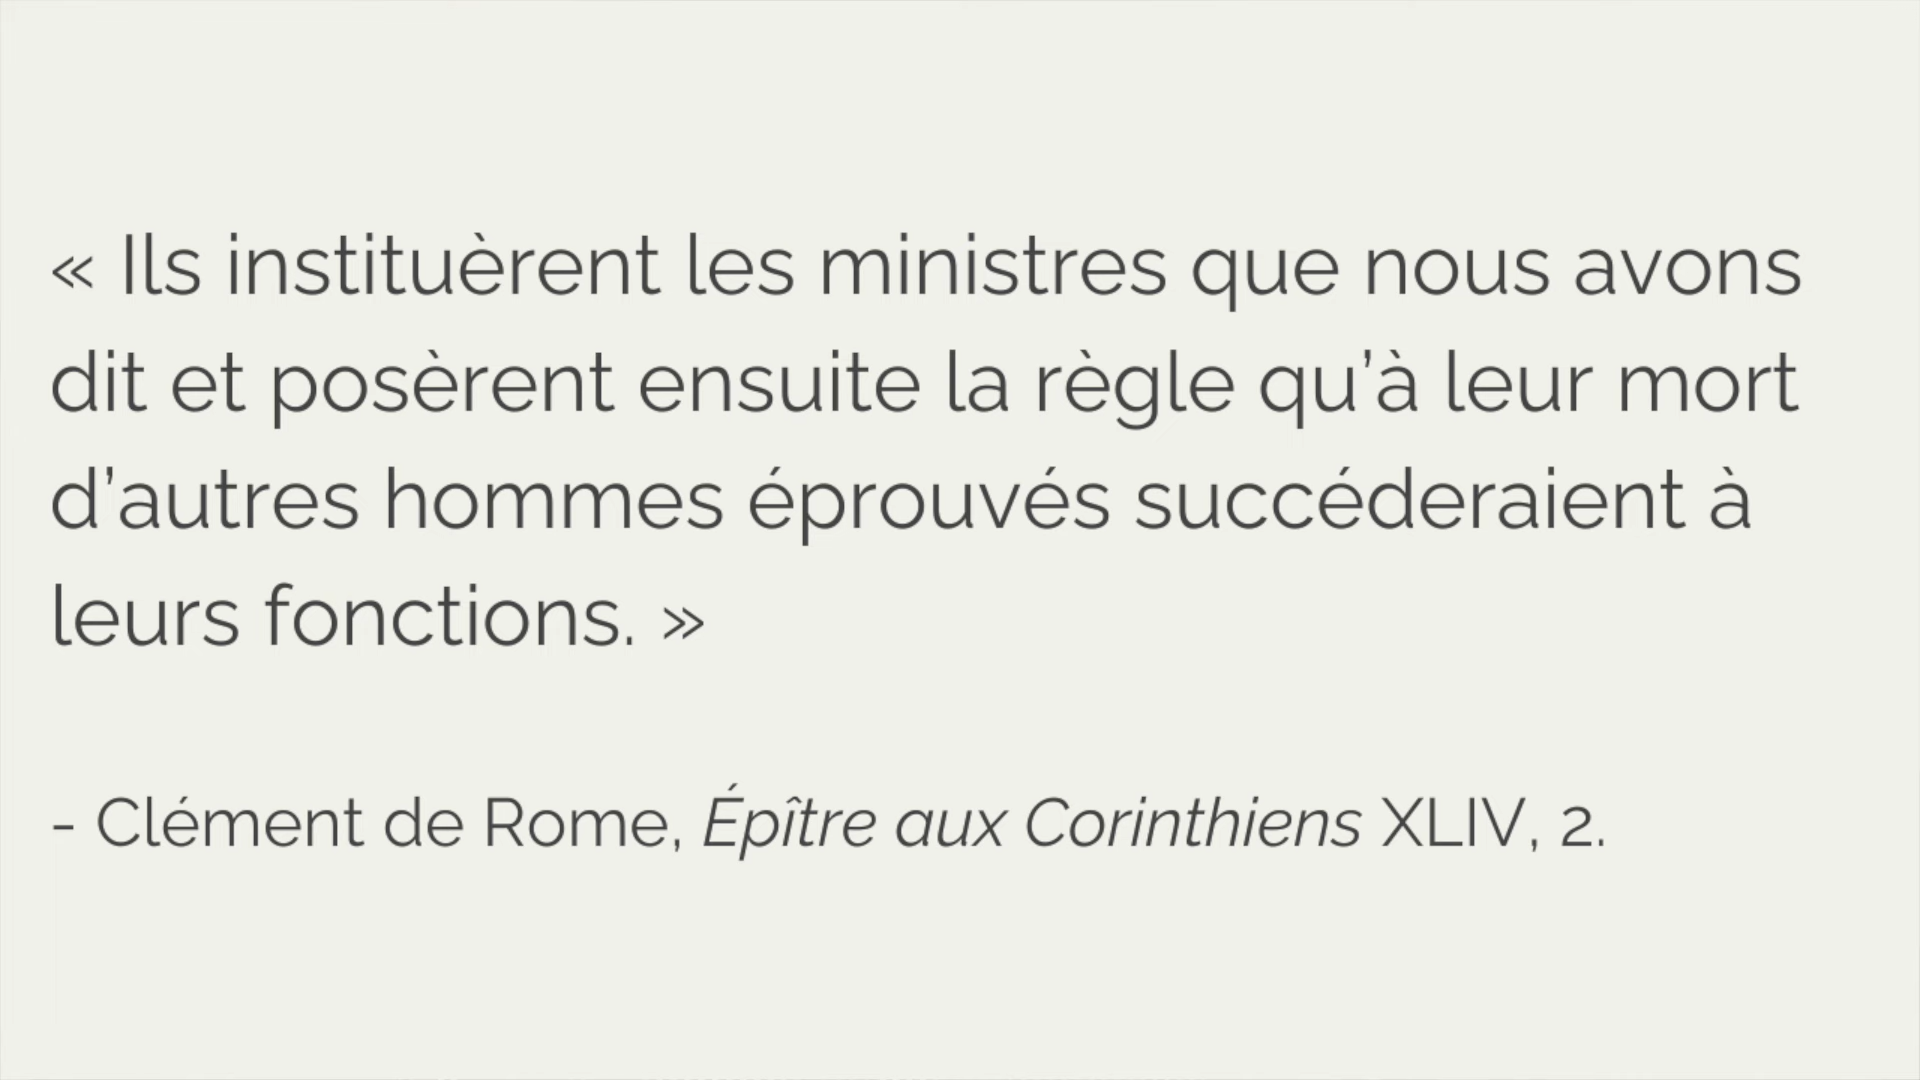 « Ils instituèrent les ministres que nous avons
dit et posèrent ensuite la règle qu’à leur mort
d’autres hommes éprouvés succéderaient à
leurs fonctions. »
- Clément de Rome, Épître aux Corinthiens XLIV, 2.